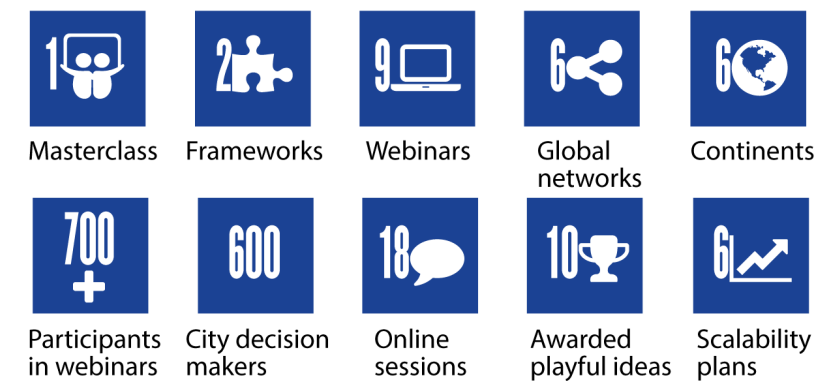 1
Masterclass
2
Frameworks
9
Webinars
6
Global
networks
6
Continents
700
+
Participants
in webinars
600
City decision
makers
18
Online
sessions
10
Awarded
playful ideas
6
Scalability
plans